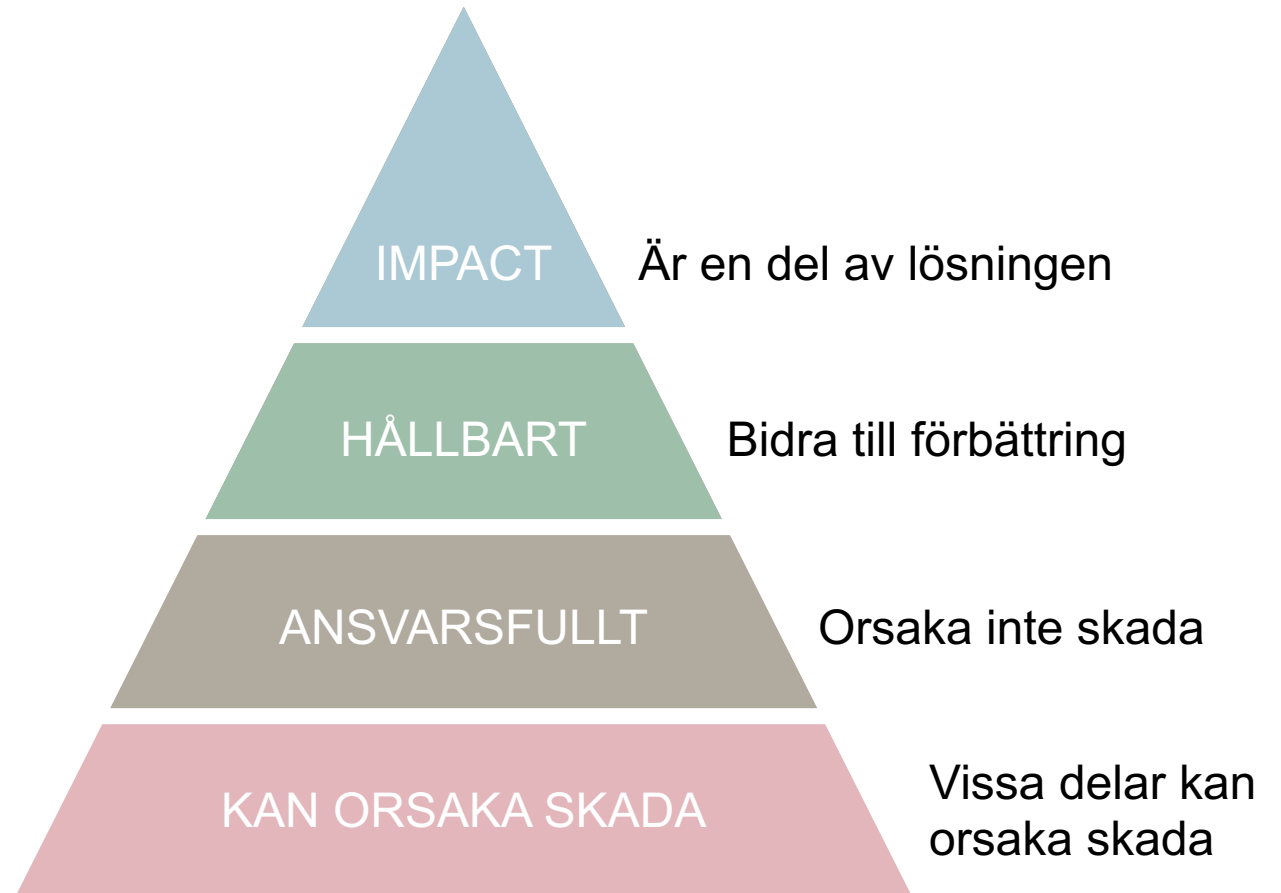 IMPACT
Är en del av lösningen
HÅLLBART
Bidra till förbättring
ANSVARSFULLT
Orsaka inte skada
KAN ORSAKA SKADA
Vissa delar kan
orsaka skada